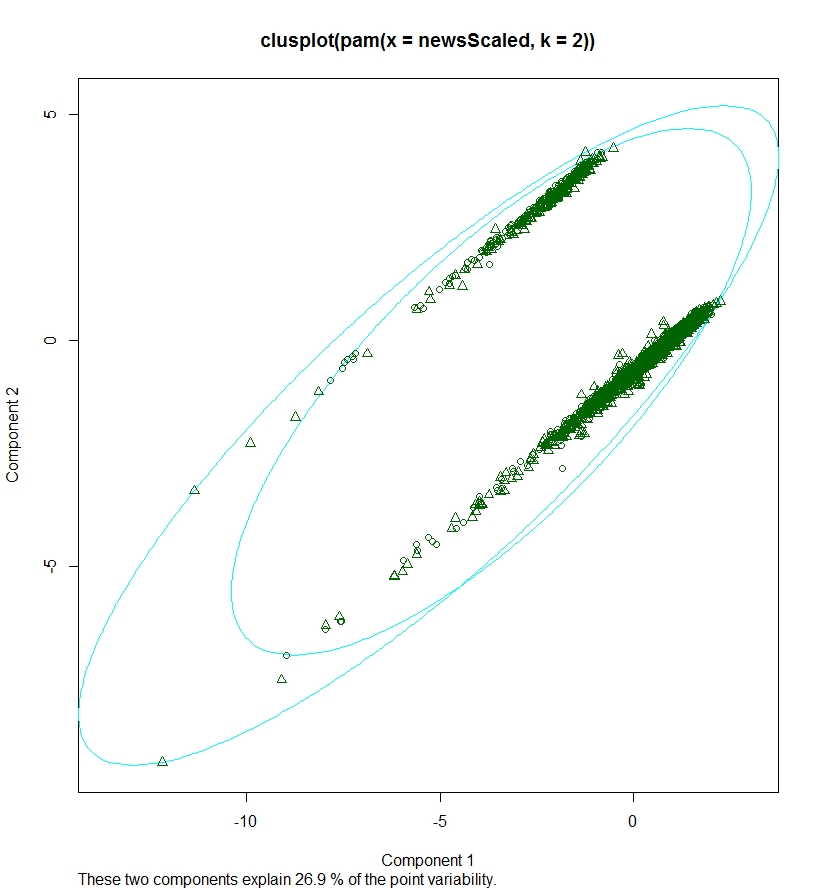 clusplot(pam(x = newsScaled, k = 2))
5
0
-5
Component 2
-10
-5
0
Component 1
These two components explain 26.9 % of the point variability.